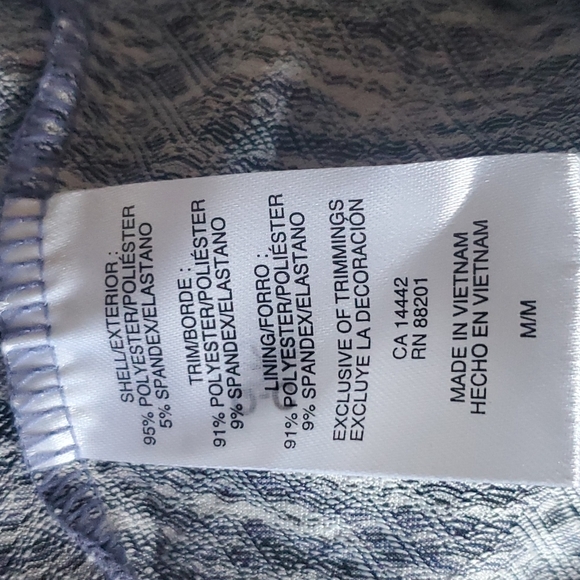 SHELL/EXTERIOR :
95% POLYESTER/POLIÉSTER
5% SPANDEX/ELASTANO
TRIM/BORDE :
91% POLYESTER/POLIÉSTER
9% SPANDEX/ELASTANO
LINING/FORRO :
91% POLYESTER/POLIÉSTER
9% SPANDEX/ELASTANO
EXCLUSIVE OF TRIMMINGS
EXCLUYE LA DECORACIÓN
CA 14442
RN 88201
MADE IN VIETNAM
HECHO EN VIETNAM
M/M